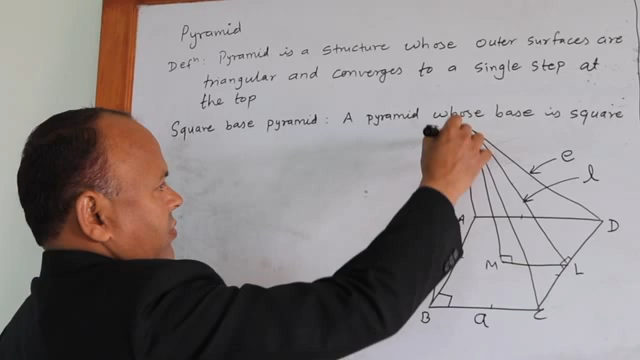 Pyramid
Defⁿ: Pyramid is a structure whose outer surfaces are
triangular and converges to a single step at
the top
Square base pyramid: A pyramid whose base is square
e
l
A
D
M
L
B
a
C